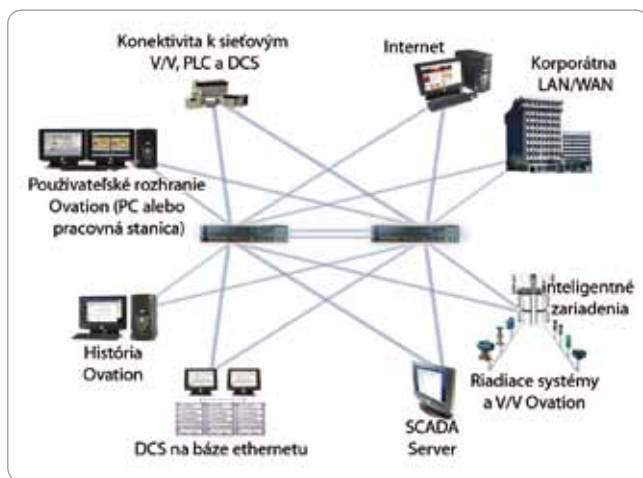 Konektivita k sieťovým
V/V, PLC a DCS
Internet
Korporátna
LAN/WAN
Používateľské rozhranie
Ovation (PC alebo
pracovná stanica)
Inteligentné
zariadenia
História
Ovation
Riadiace systémy
a V/V Ovation
DCS na báze ethernetu
SCADA
Server